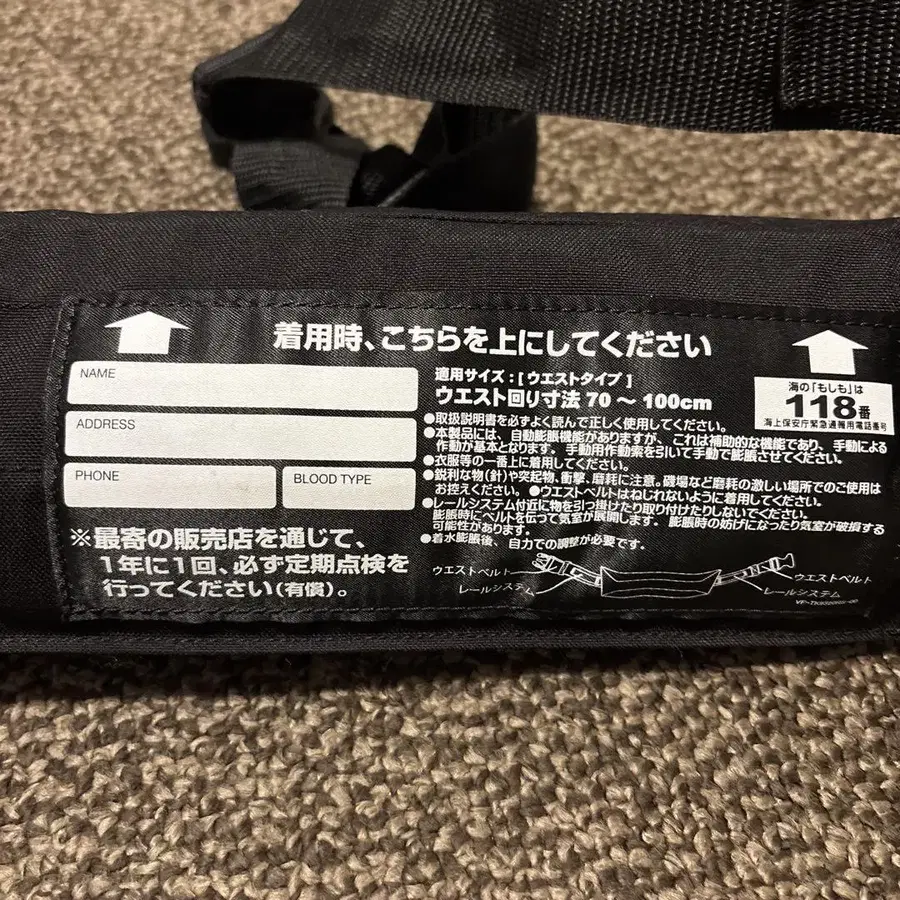 着用時、こちらを上にしてください
NAME
ADDRESS
PHONE
BLOOD TYPE
※最寄の販売店を通じて、
1年に1回、必ず定期点検を
行ってください(有償)。
適用サイズ:[ ウエストタイプ ]
ウエスト回り寸法 70 ～ 100cm
●取扱説明書を必ずよく読んで正しく使用してください。
●本製品には、自動膨脹機能がありますが、これは補助的な機能であり、手動による
作動が基本となります。手動用作動索を引いて手動で膨脹させてください。
●衣服等の一番上に着用してください。
●鋭利な物(針)や突起物、衝撃、磨耗に注意。磯場など磨耗の激しい場所でのご使用は
お控えください。●ウエストベルトはねじれないように着用してください。
●レールシステム付近に物を引っ掛けたり取り付けたりしないでください。
膨脹時にベルトを伝って気室が展開します。膨脹時の妨げになったり気室が破損する
可能性があります。
●着水膨脹後、自力での調整が必要です。
海の「もしも」は
118番
海上保安庁緊急通報用電話番号
ウエストベルト
レールシステム
ウエストベルト
レールシステム